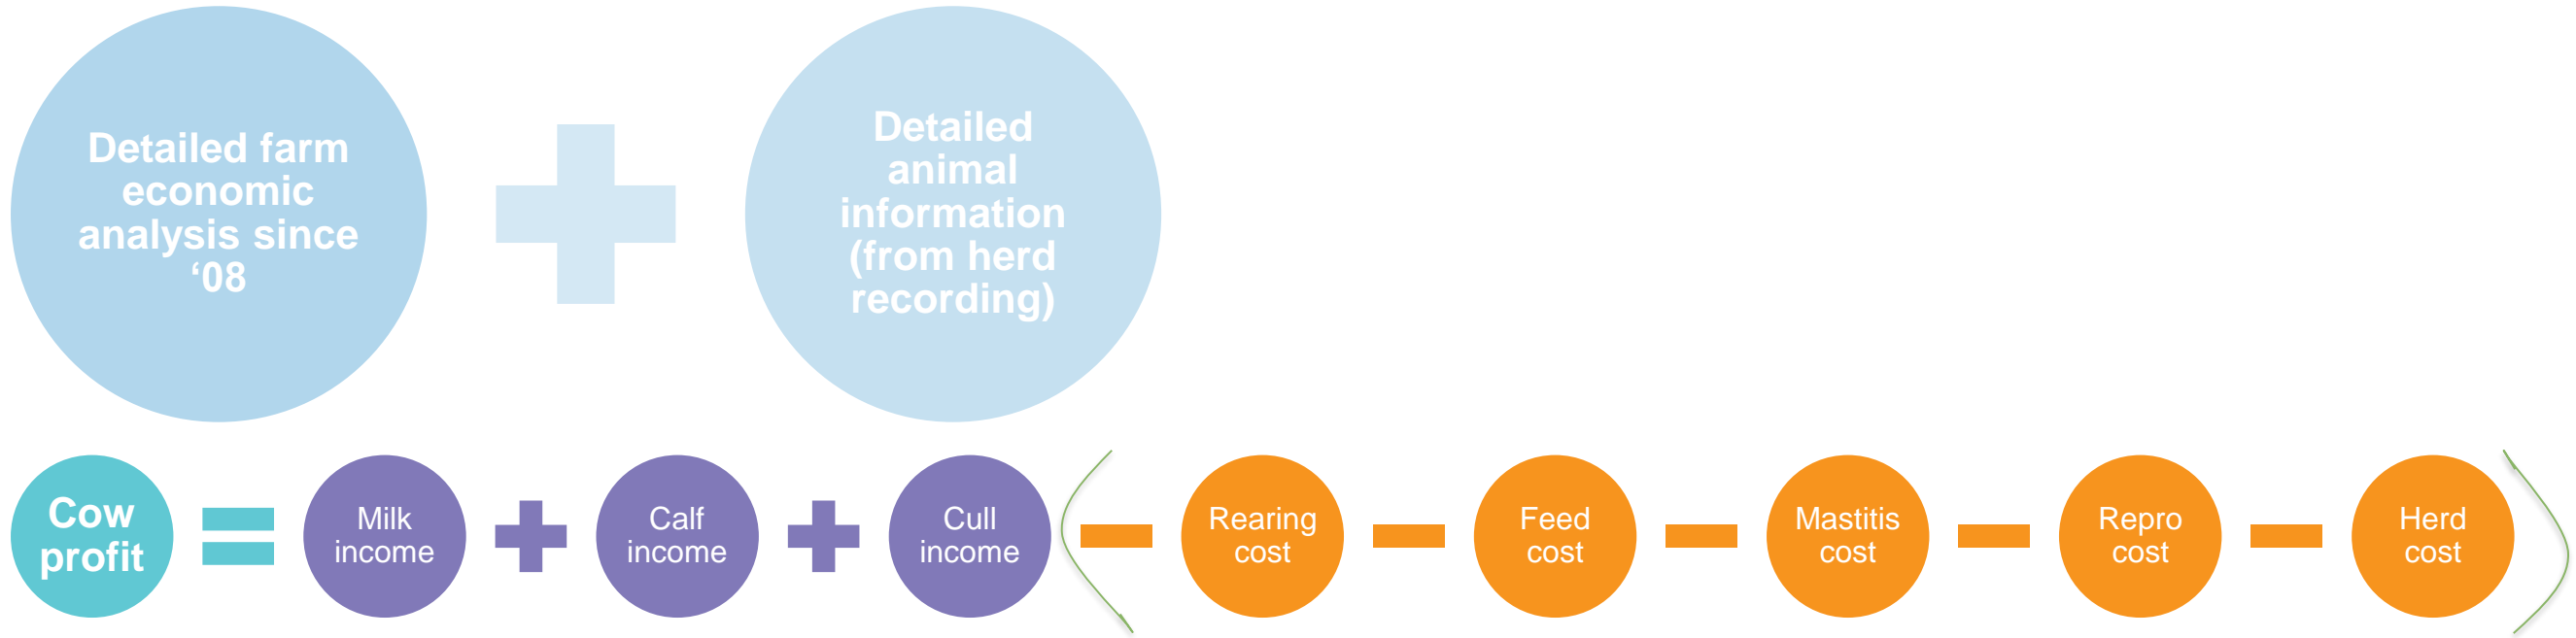 Detailed farm
economic
analysis since
‘08
Detailed
animal
information
(from herd
recording)
Cow
profit
Milk
income
Calf
income
Cull
income
Rearing
cost
Feed
cost
Mastitis
cost
Repro
cost
Herd
cost